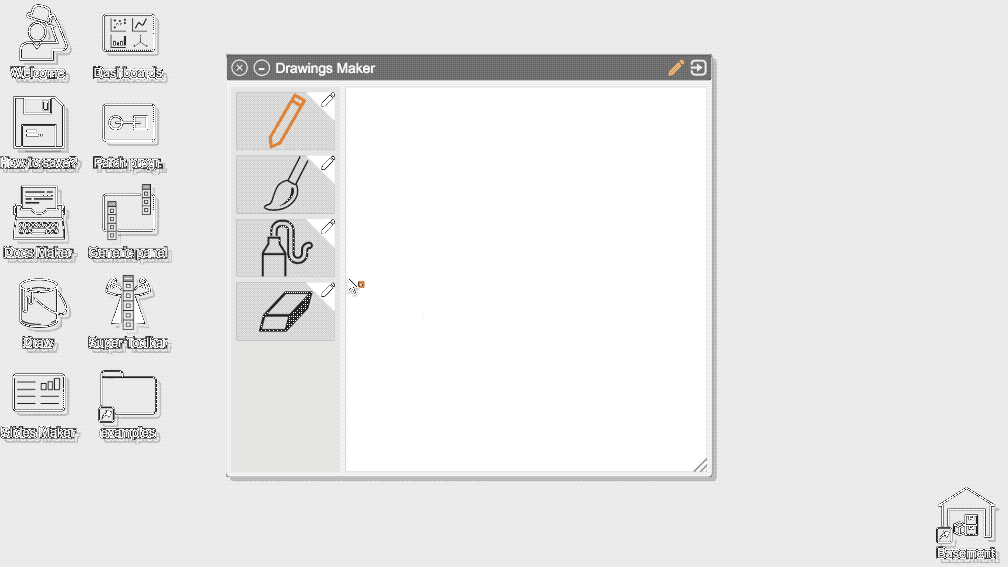 Drawings Maker
Welcome
Dashboards
How to save?
Patch progr.
Docs Maker
Generic panel
Draw
Super Toolbar
Slides Maker
examples
Basement